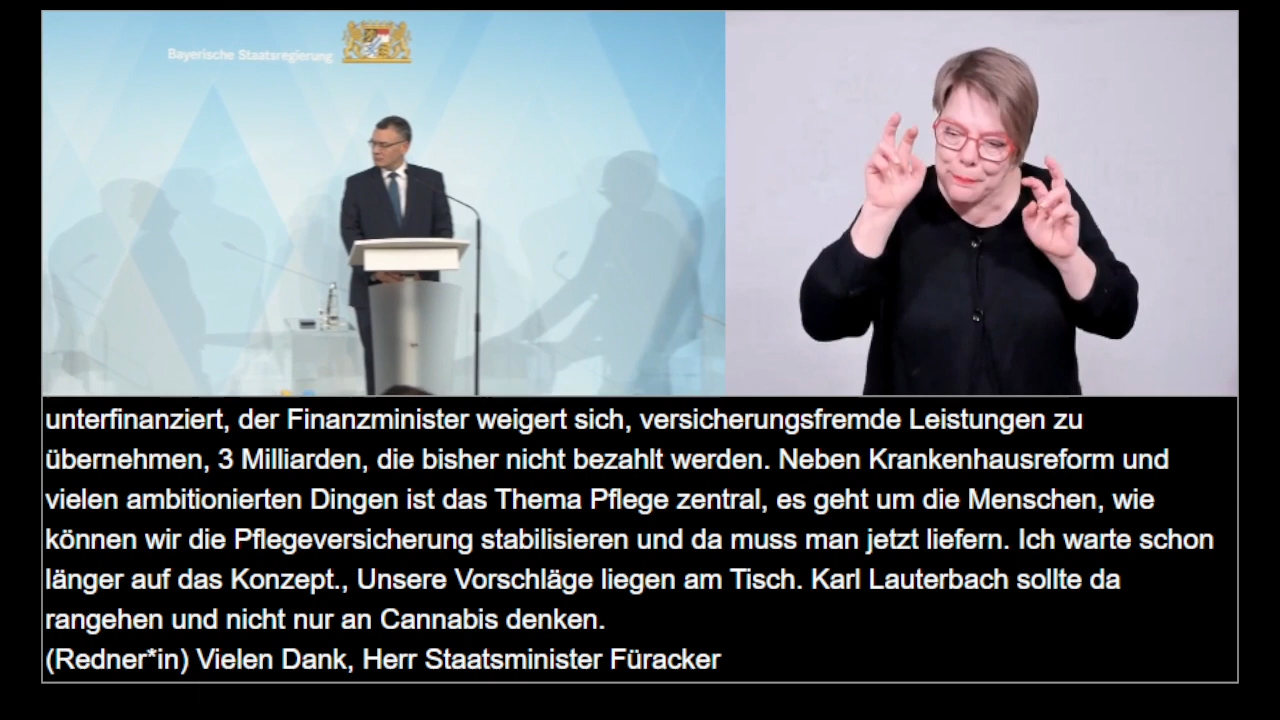 Bayerische Staatsregierung
unterfinanziert, der Finanzminister weigert sich, versicherungsfremde Leistungen zu
übernehmen, 3 Milliarden, die bisher nicht bezahlt werden. Neben Krankenhausreform und
vielen ambitionierten Dingen ist das Thema Pflege zentral, es geht um die Menschen, wie
können wir die Pflegeversicherung stabilisieren und da muss man jetzt liefern. Ich warte schon
länger auf das Konzept., Unsere Vorschläge liegen am Tisch. Karl Lauterbach sollte da
rangehen und nicht nur an Cannabis denken.
(Redner*in) Vielen Dank, Herr Staatsminister Füracker